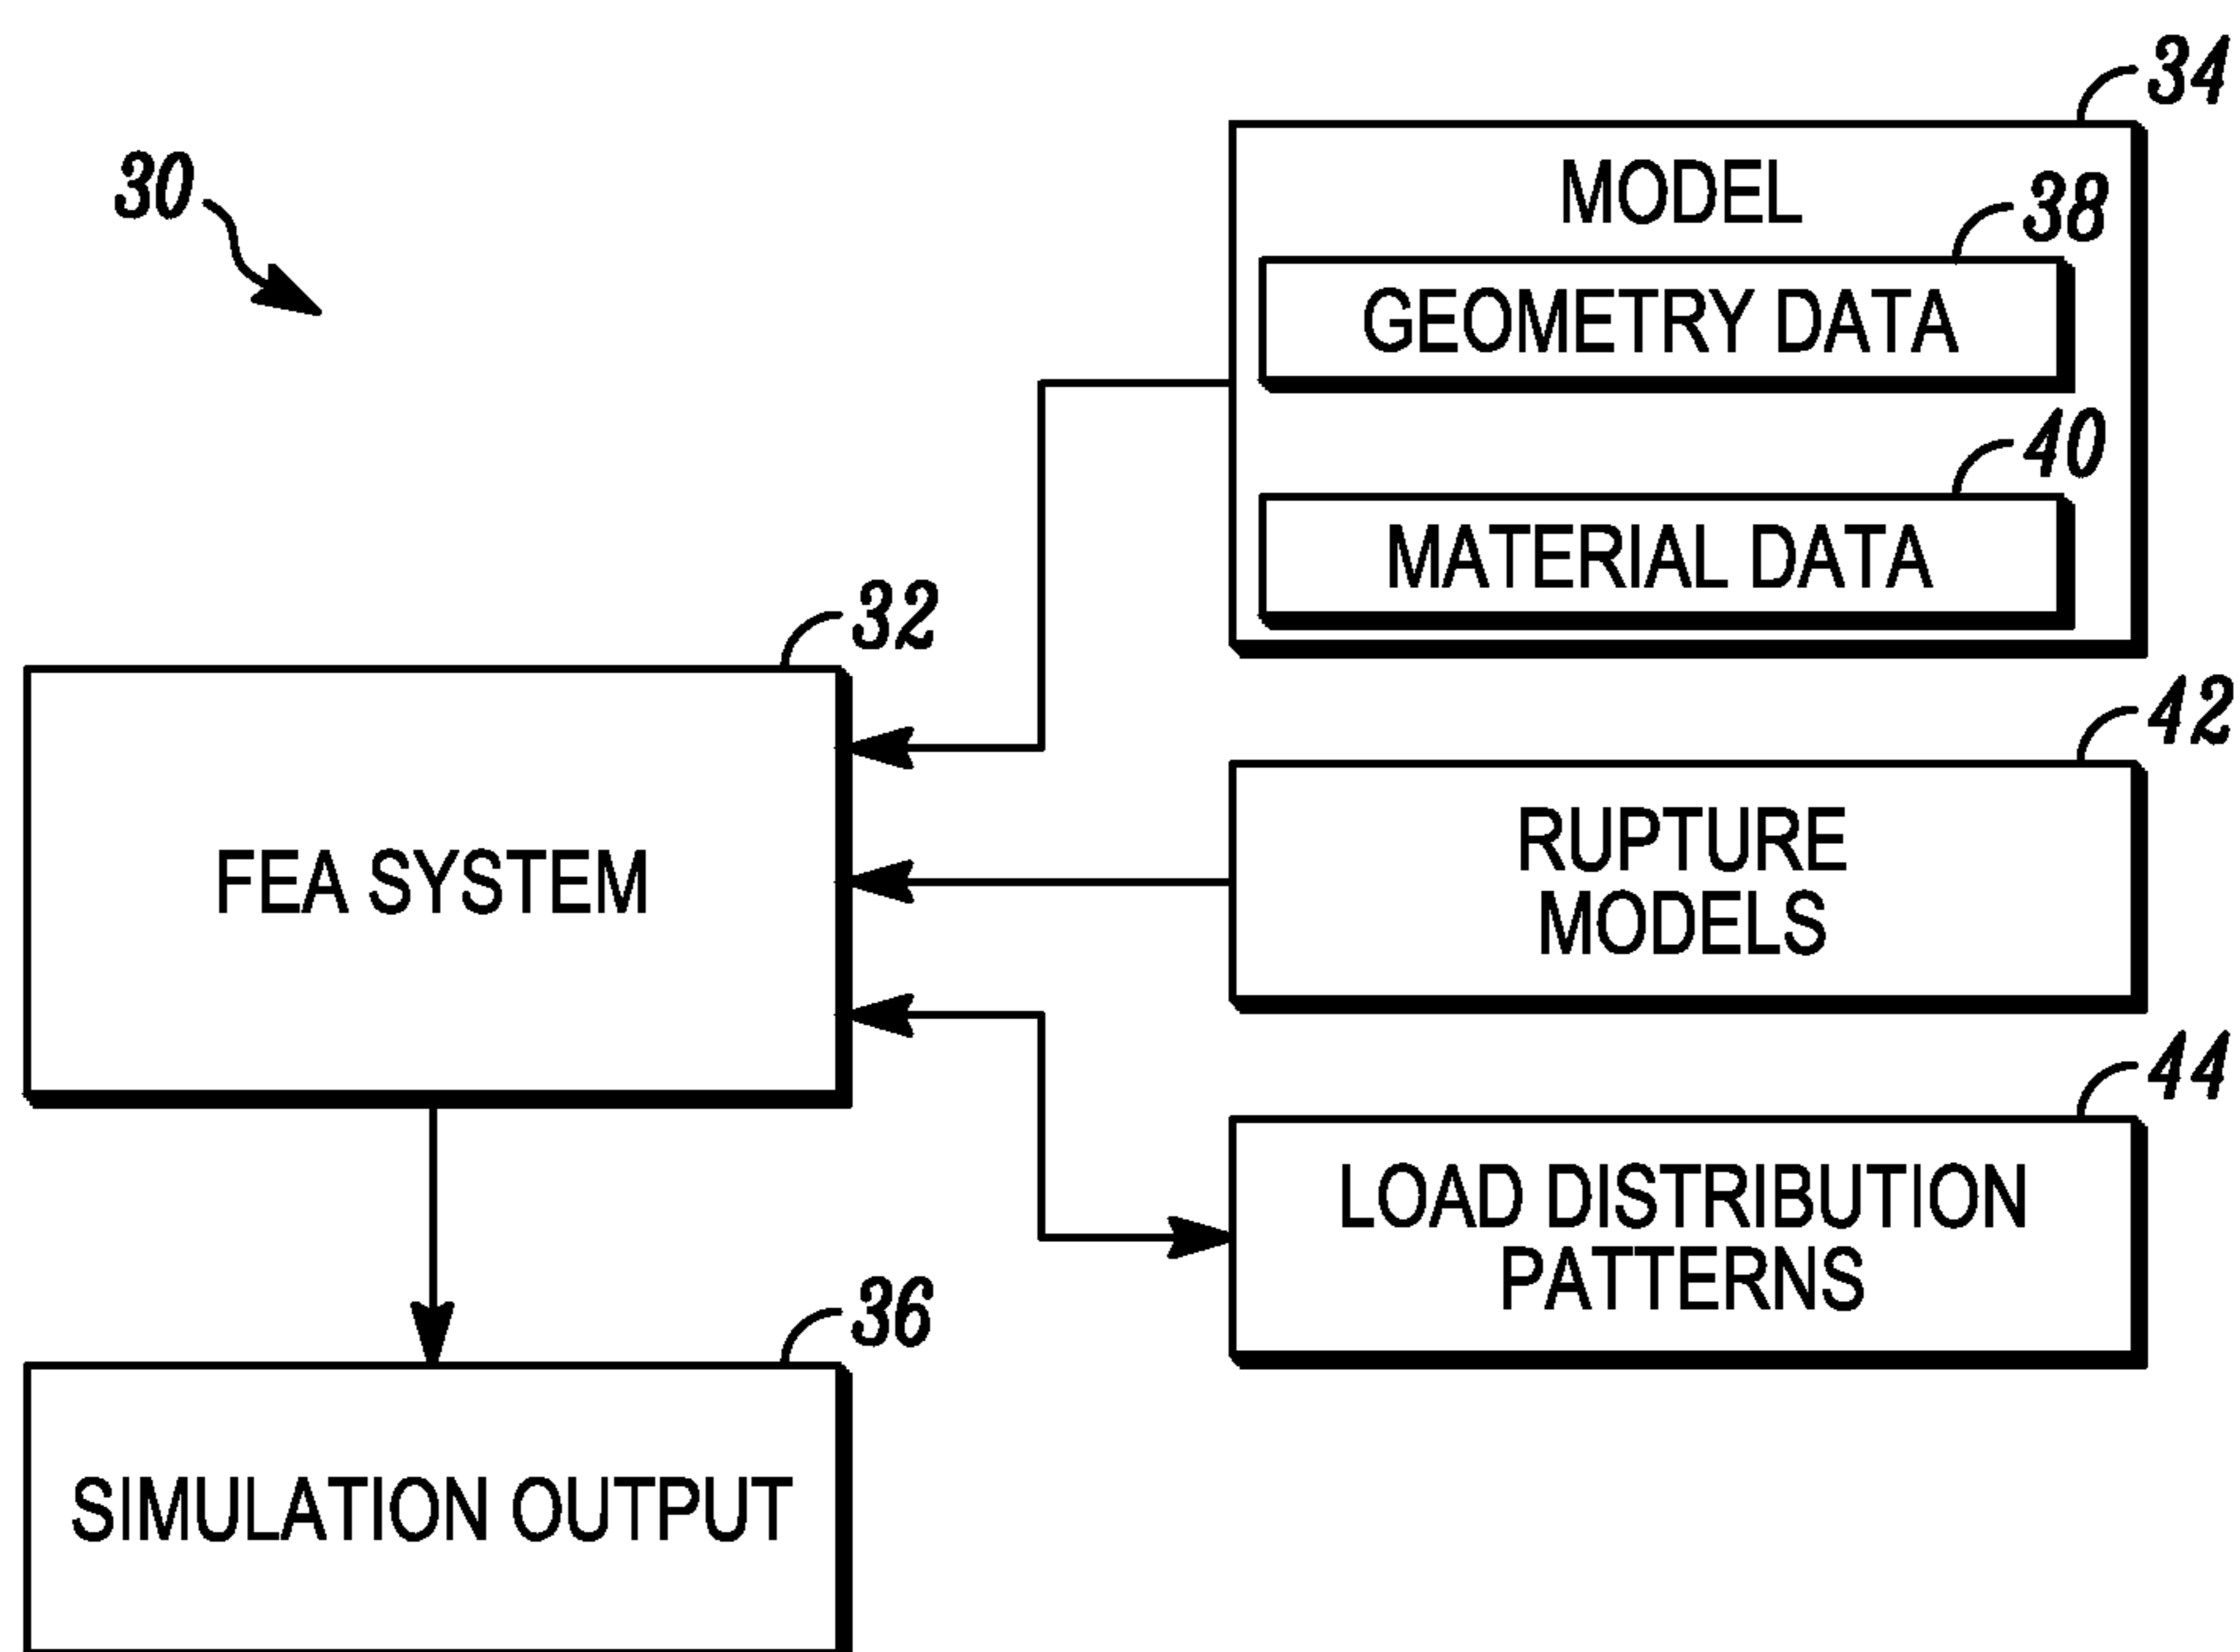 34
30
MODEL
38
GEOMETRY DATA
40
MATERIAL DATA
32
FEA SYSTEM
42
RUPTURE
MODELS
44
LOAD DISTRIBUTION
PATTERNS
36
SIMULATION OUTPUT